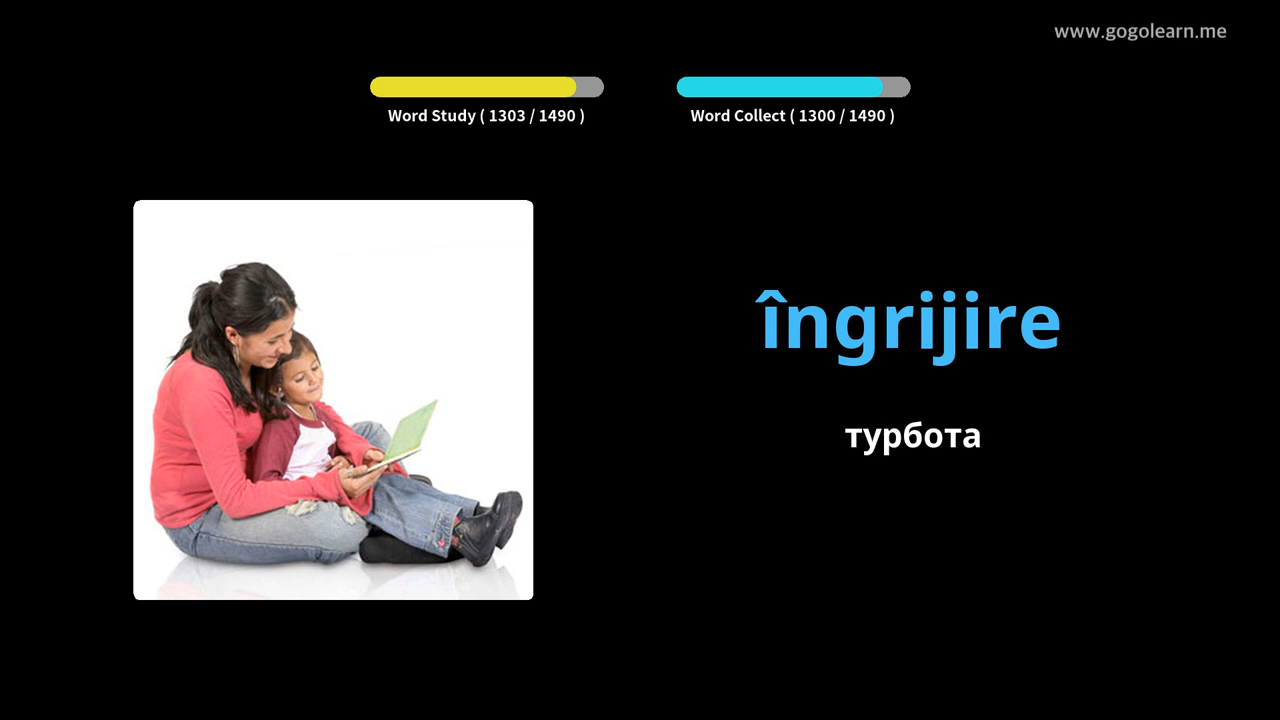 www.gogolearn.me
Word Study ( 1303 / 1490 )
Word Collect ( 1300 / 1490 )
îngrijire
турбота